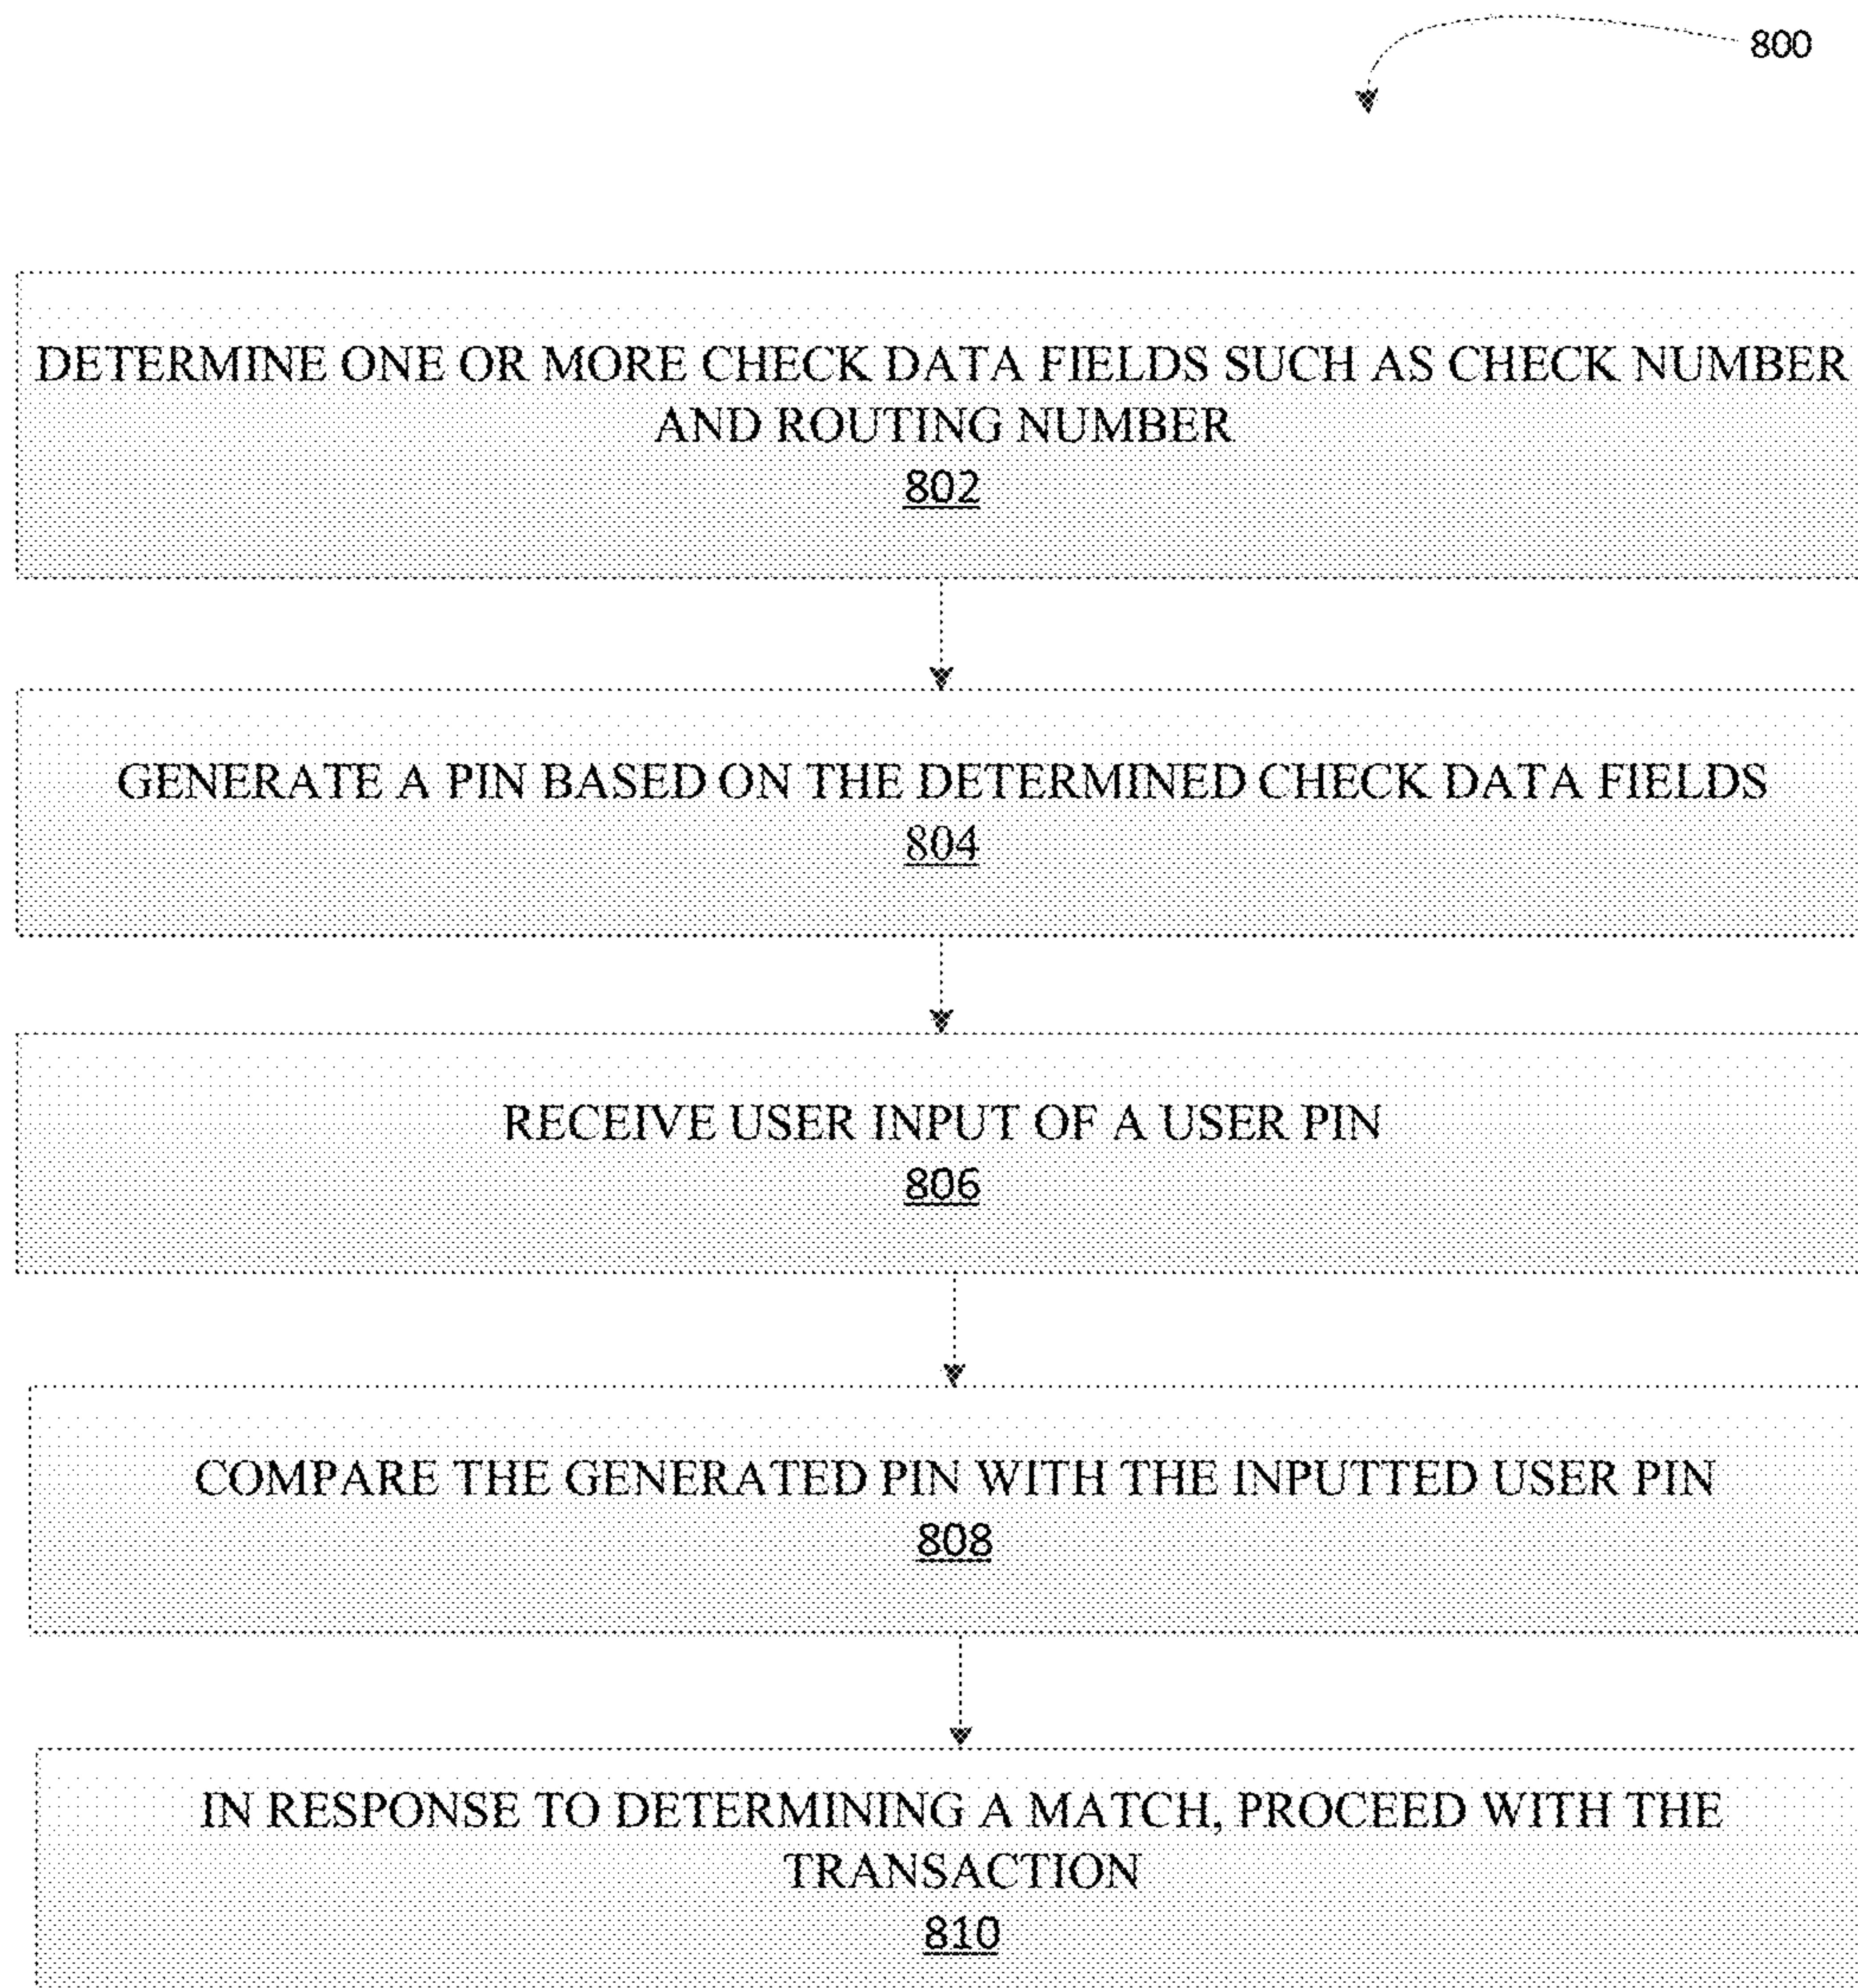 800
DETERMINE ONE OR MORE CHECK DATA FIELDS SUCH AS CHECK NUMBER
AND ROUTING NUMBER
802
GENERATE A PIN BASED ON THE DETERMINED CHECK DATA FIELDS
804
RECEIVE USER INPUT OF A USER PIN
806
COMPARE THE GENERATED PIN WITH THE INPUTTED USER PIN
808
IN RESPONSE TO DETERMINING A MATCH, PROCEED WITH THE
TRANSACTION
810